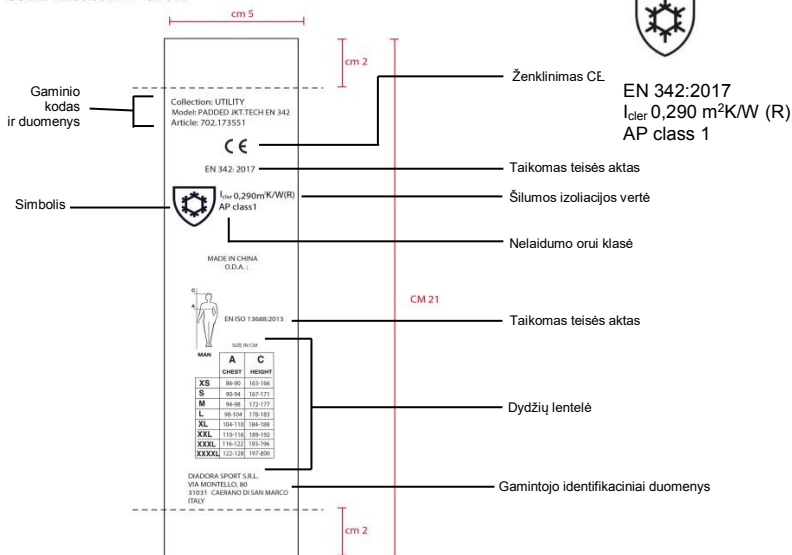 cm 5
cm 2
Ženklinimas CE
EN 342:2017
Icler 0,290 m²K/W (R)
AP class 1
Gaminio
kodas
ir duomenys
Collection: UTILITY
Model: PADDED JKT.TECH EN 342
Article: 702.173551
CE
EN 342: 2017
Taikomas teisės aktas
Simbolis
Icler 0,290m²K/W(R)
AP class1
Šilumos izoliacijos vertė
Nelaidumo orui klasė
MADE IN CHINA
O.D.A. :
CM 21
C
A
EN ISO 13688:2013
Taikomas teisės aktas
MAN
SIZE IN CM
A C
CHEST HEIGHT
XS 86-90 163-166
S 90-94 167-171
M 94-98 172-177
L 98-104 178-183
XL 104-110 184-188
XXL 110-116 189-192
XXXL 116-122 193-196
XXXXL 122-128 197-200
Dydžių lentelė
DIADORA SPORT S.R.L.
VIA MONTELLO, 80
31031 CAERANO DI SAN MARCO
ITALY
Gamintojo identifikaciniai duomenys
cm 2